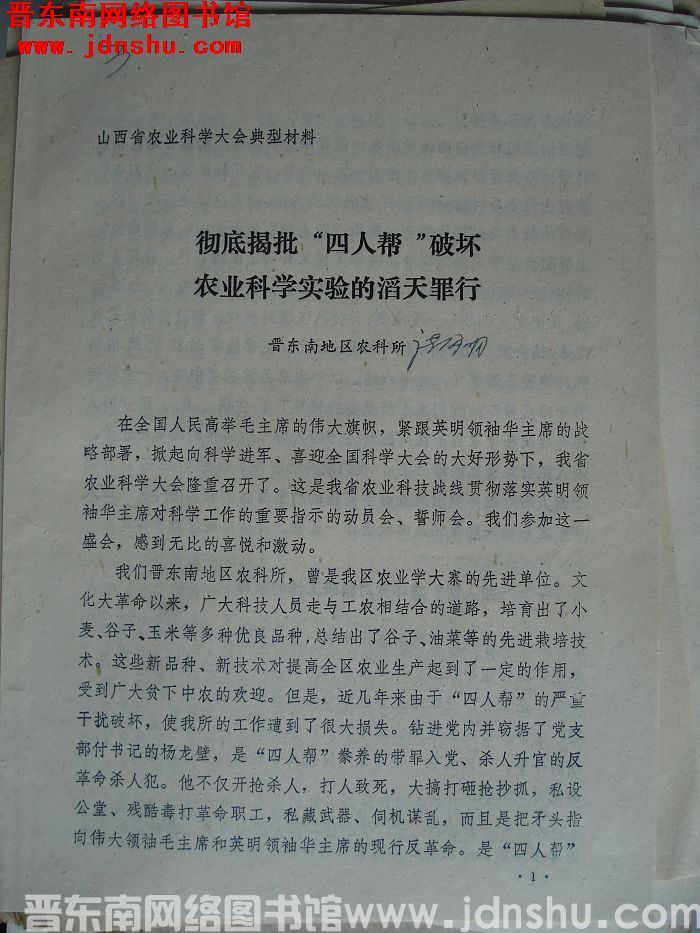 晋东南网络图书馆
www.jdnshu.com
山西省农业科学大会典型材料
彻底揭批“四人帮”破坏
农业科学实验的滔天罪行
晋东南地区农科所
在全国人民高举毛主席的伟大旗帜，紧跟英明领袖华主席的战
略部署，掀起向科学进军、喜迎全国科学大会的大好形势下，我省
农业科学大会隆重召开了。这是我省农业科技战线贯彻落实英明领
袖华主席对科学工作的重要指示的动员会、誓师会。我们参加这一
盛会，感到无比的喜悦和激动。
我们晋东南地区农科所，曾是我区农业学大寨的先进单位。文
化大革命以来，广大科技人员走与工农相结合的道路，培育出了小
麦、谷子、玉米等多种优良品种，总结出了谷子、油菜等的先进栽培技
术。这些新品种、新技术对提高全区农业生产起到了一定的作用，
受到广大贫下中农的欢迎。但是，近几年来由于“四人帮”的严重
干扰破坏，使我所的工作遭到了很大损失。钻进党内并窃据了党支
部付书记的杨龙壁，是“四人帮”豢养的带罪入党、杀人升官的反
革命杀人犯。他不仅开抢杀人，打人致死，大搞打砸抢抄抓，私设
公堂、残酷毒打革命职工，私藏武器、伺机谋乱，而且是把矛头指
向伟大领袖毛主席和英明领袖华主席的现行反革命。是“四人帮”
·1·
晋东南网络图书馆www.jdnshu.com